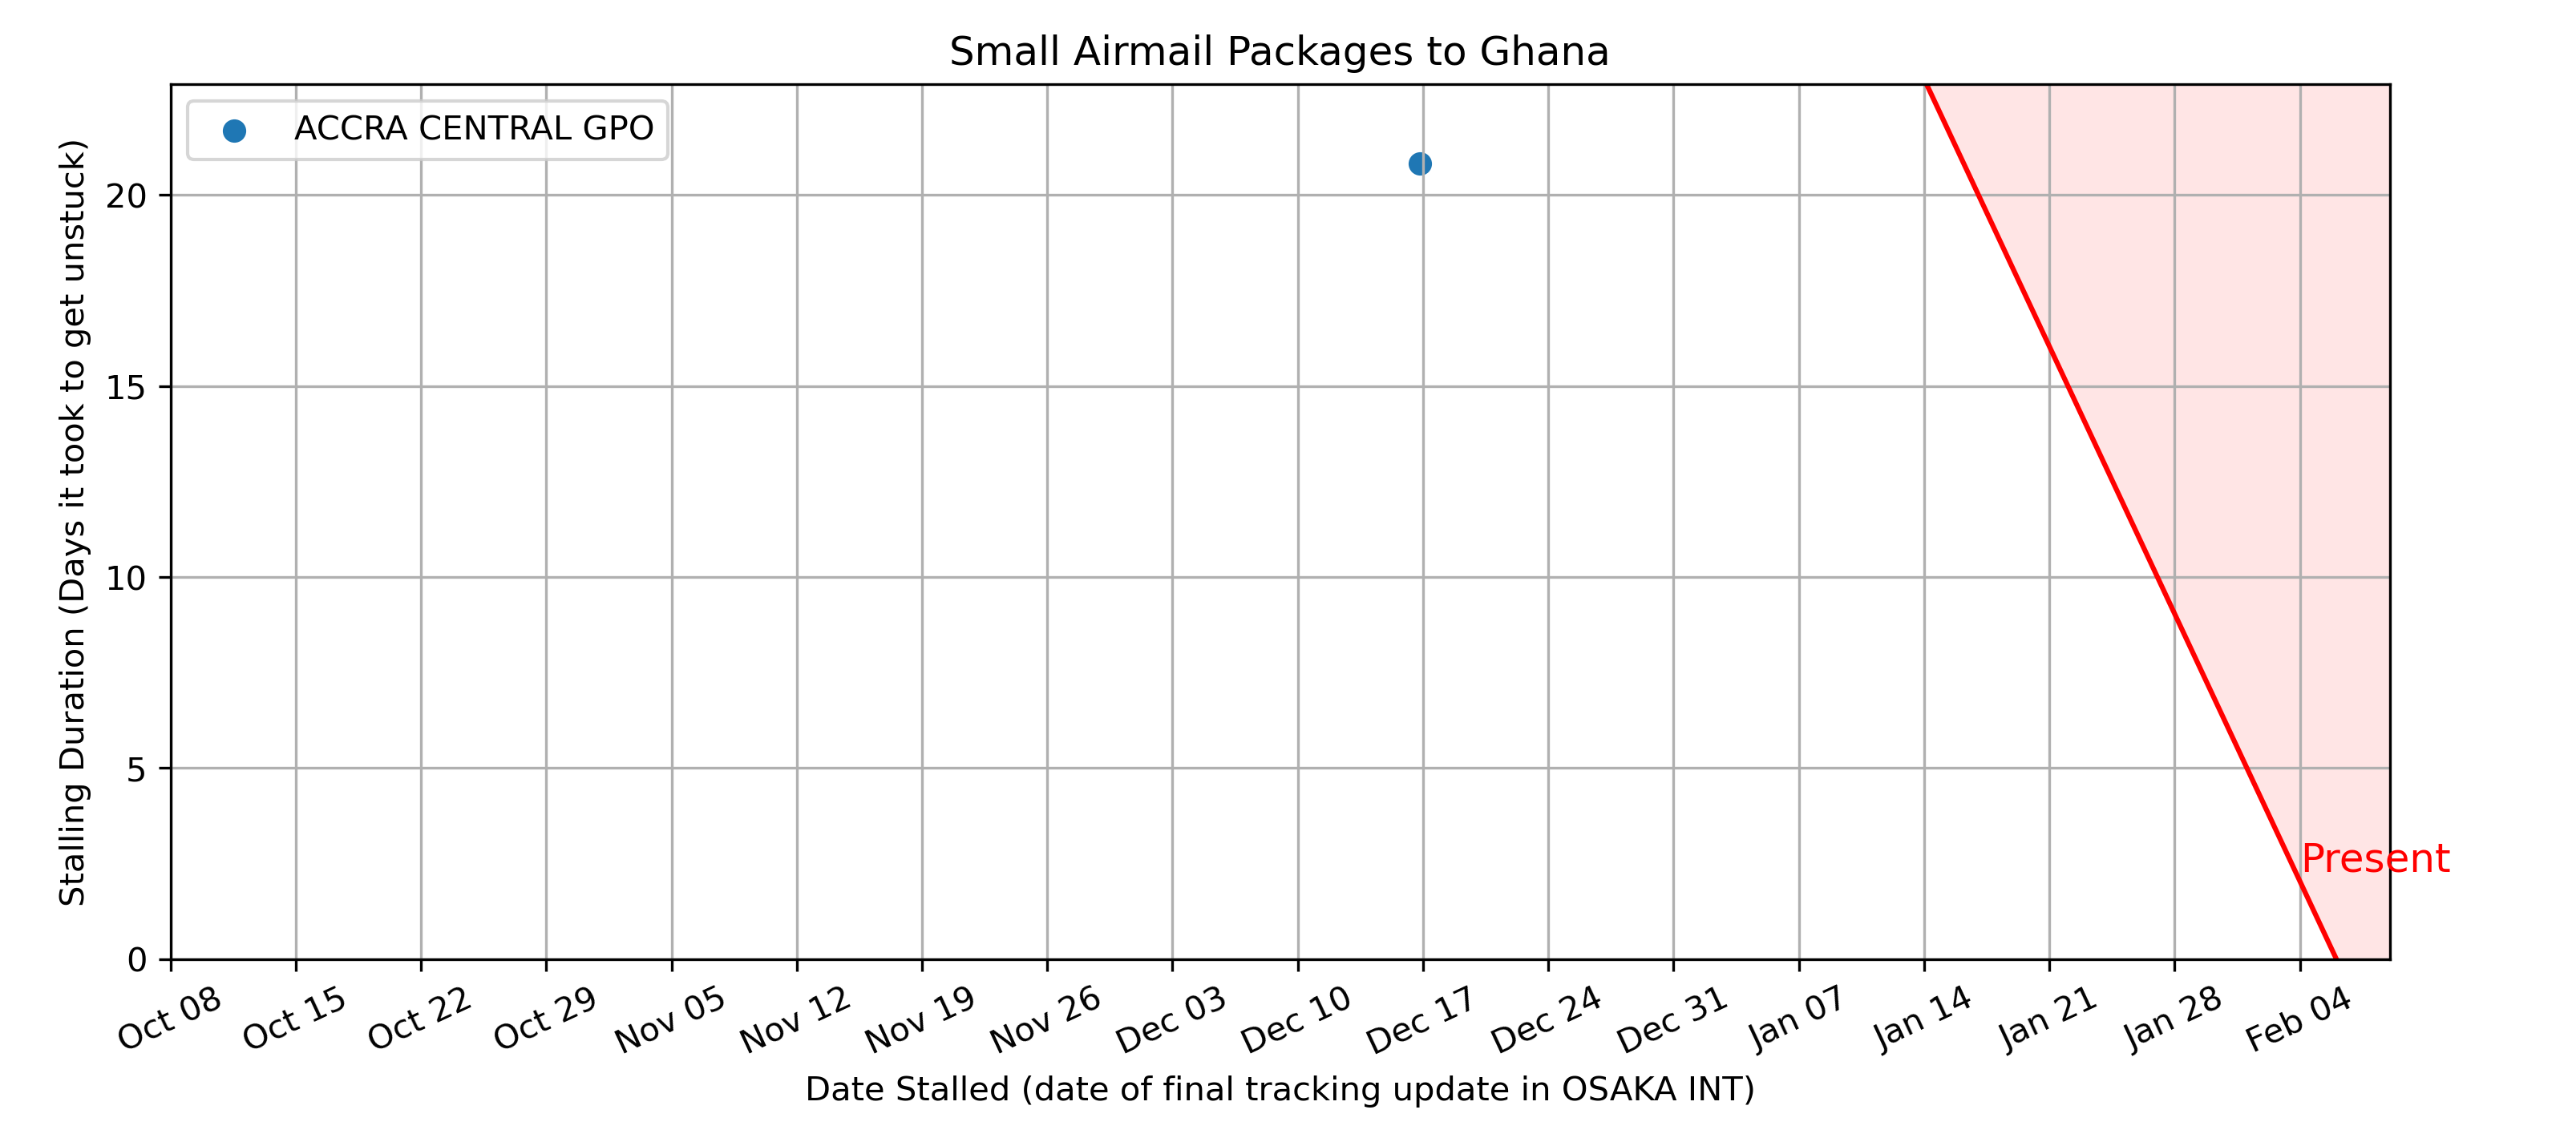 Small Airmail Packages to Ghana
ACCRA CENTRAL GPO
Stalling Duration (Days it took to get unstuck)
20
15
10
5
0
Present
Oct 08
Oct 15
Oct 22
Oct 29
Nov 05
Nov 12
Nov 19
Nov 26
Dec 03
Dec 10
Dec 17
Dec 24
Dec 31
Jan 07
Jan 14
Jan 21
Jan 28
Feb 04
Date Stalled (date of final tracking update in OSAKA INT)